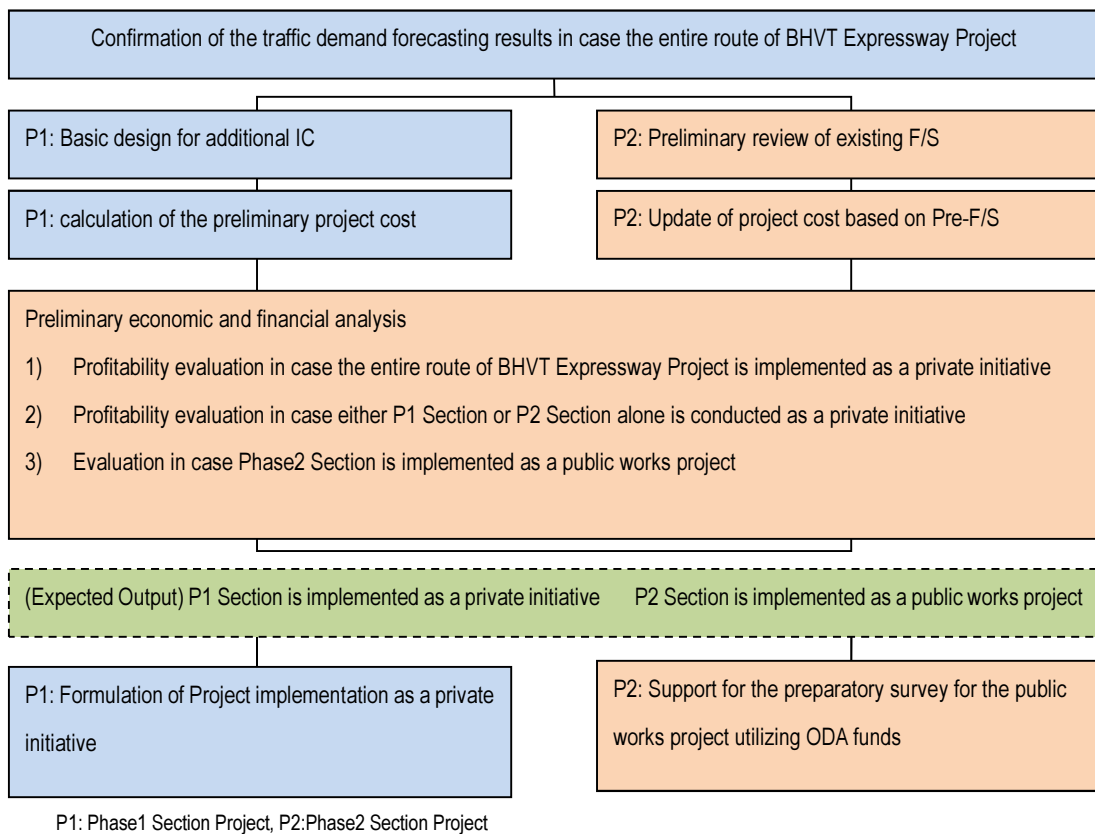 Confirmation of the traffic demand forecasting results in case the entire route of BHVT Expressway Project
P1: Basic design for additional IC
P2: Preliminary review of existing F/S
P1: calculation of the preliminary project cost
P2: Update of project cost based on Pre-F/S
Preliminary economic and financial analysis
1) Profitability evaluation in case the entire route of BHVT Expressway Project is implemented as a private initiative
2) Profitability evaluation in case either P1 Section or P2 Section alone is conducted as a private initiative
3) Evaluation in case Phase2 Section is implemented as a public works project
(Expected Output) P1 Section is implemented as a private initiative P2 Section is implemented as a public works project
P1: Formulation of Project implementation as a private
initiative
P2: Support for the preparatory survey for the public
works project utilizing ODA funds
P1: Phase1 Section Project, P2:Phase2 Section Project